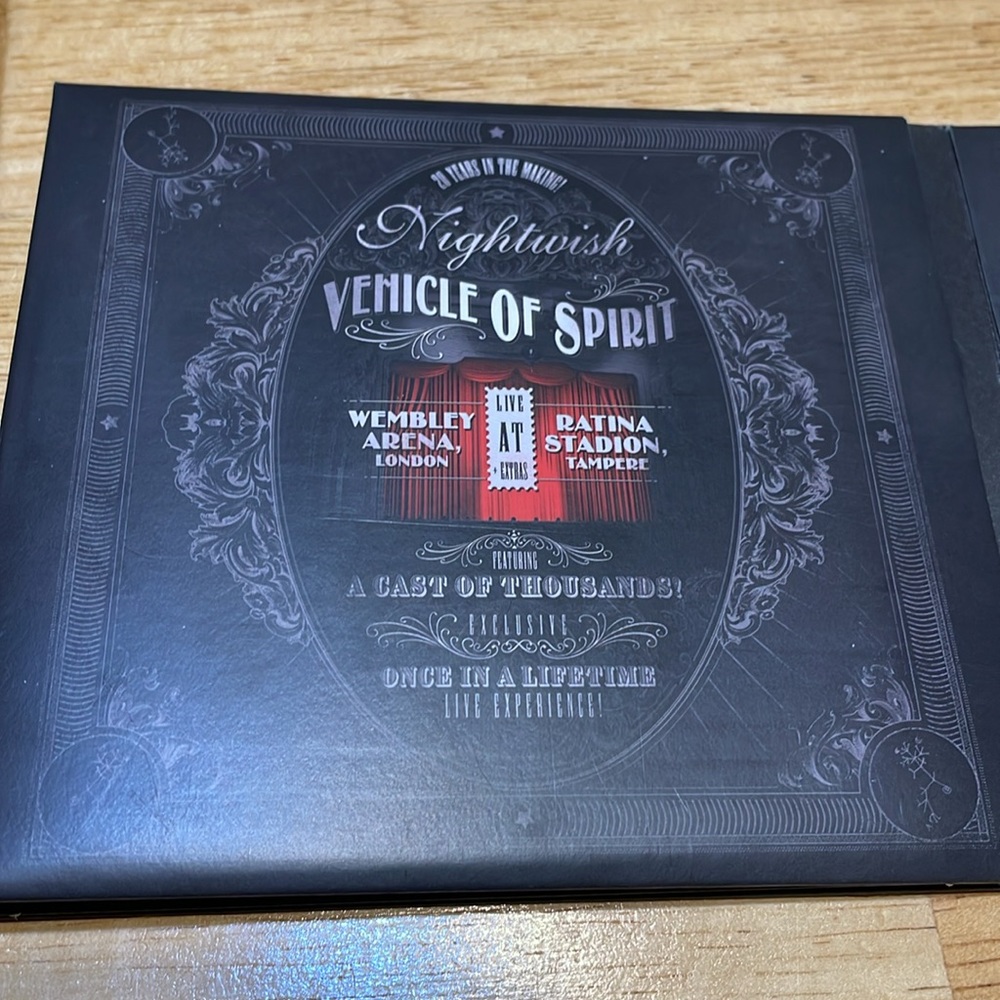 20 YEARS IN THE MAKING!
Nightwish
VEHICLE OF SPIRIT
WEMBLEY
ARENA,
LONDON
LIVE
AT
+ EXTRAS
RATINA
STADION,
TAMPERE
FEATURING
A CAST OF THOUSANDS!
EXCLUSIVE
ONCE IN A LIFETIME
LIVE EXPERIENCE!